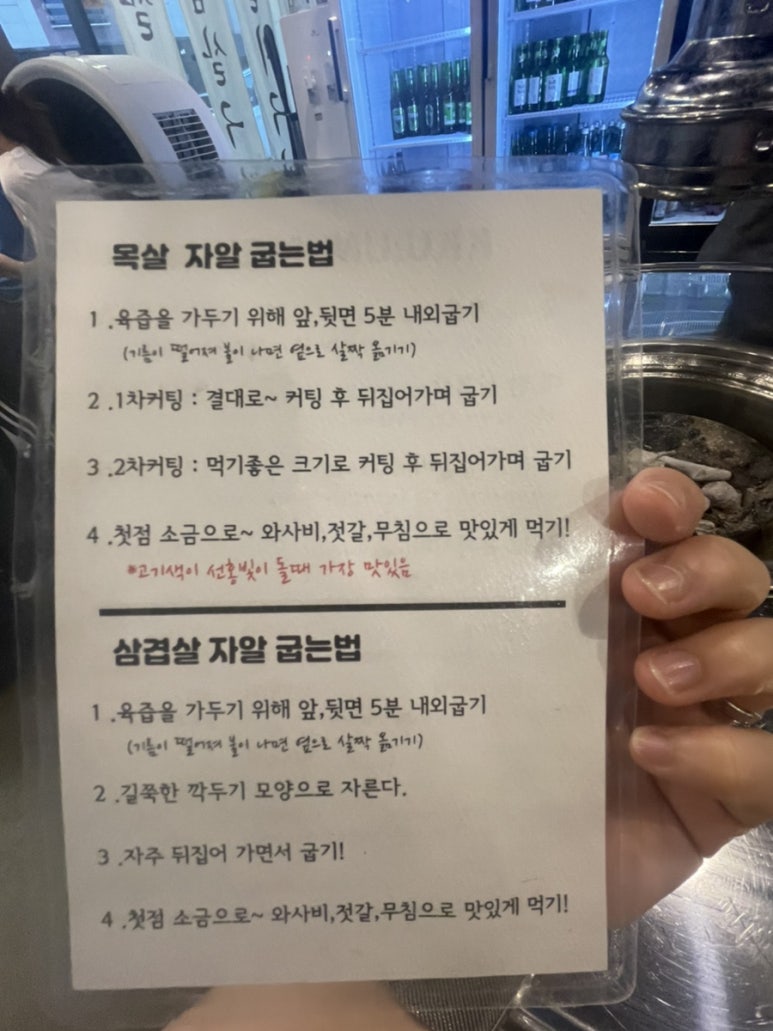 목살 자알 굽는법
1 .육즙을 가두기 위해 앞,뒷면 5분 내외굽기
(기름이 떨어져 불이 나면 옆으로 살짝 옮기기)
2 .1차커팅 : 결대로~ 커팅 후 뒤집어가며 굽기
3 .2차커팅 : 먹기좋은 크기로 커팅 후 뒤집어가며 굽기
4 .첫점 소금으로~ 와사비,젓갈,무침으로 맛있게 먹기!
*고기색이 선홍빛이 돌때 가장 맛있음
삼겹살 자알 굽는법
1 .육즙을 가두기 위해 앞,뒷면 5분 내외굽기
(기름이 떨어져 불이 나면 옆으로 살짝 옮기기)
2 .길쭉한 깍두기 모양으로 자른다.
3 .자주 뒤집어 가면서 굽기!
4 .첫점 소금으로~ 와사비,젓갈,무침으로 맛있게 먹기!